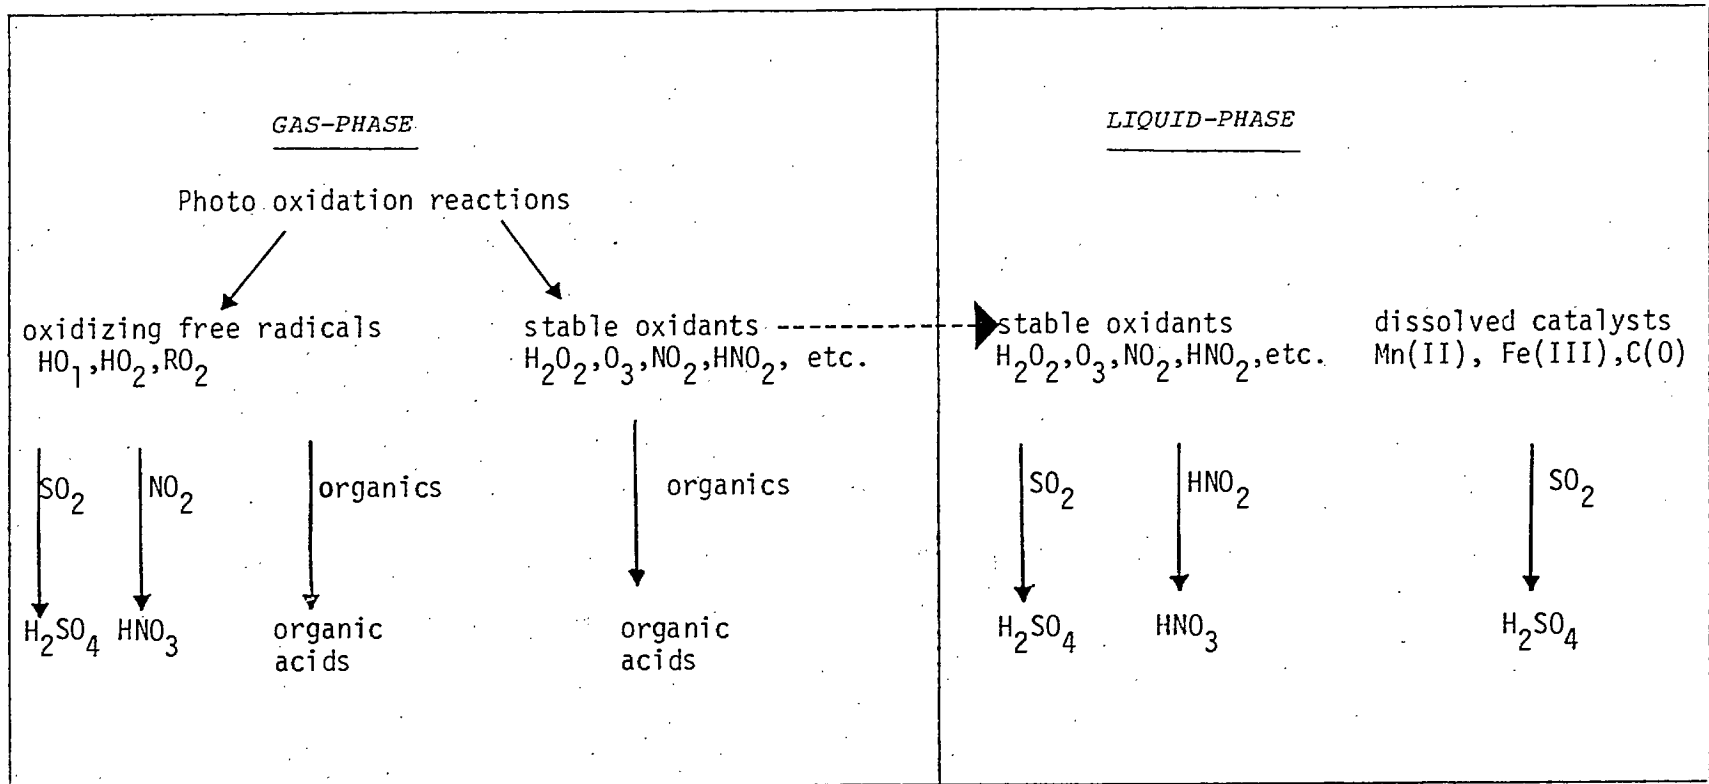 GAS-PHASE
Photo oxidation reactions
oxidizing free radicals
HO₁,HO₂,RO₂
stable oxidants
H₂O₂,O₃,NO₂,HNO₂, etc.
SO₂
NO₂
organics
organics
H₂SO₄
HNO₃
organic
acids
organic
acids
LIQUID-PHASE
stable oxidants
H₂O₂,O₃,NO₂,HNO₂,etc.
dissolved catalysts
Mn(II), Fe(III),C(O)
SO₂
HNO₂
SO₂
H₂SO₄
HNO₃
H₂SO₄